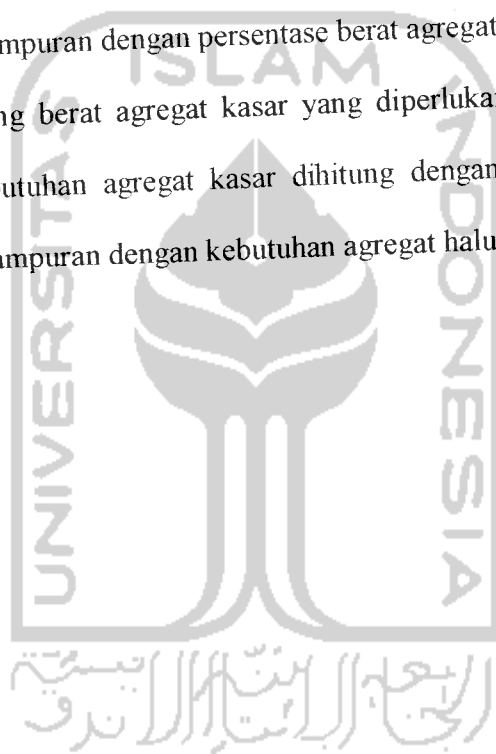 mpuran dengan persentase berat agregat
ng berat agregat kasar yang diperluka
utuhan agregat kasar dihitung dengan
ampuran dengan kebutuhan agregat halu
ISLAM
UNIVERSITAS
INDONESIA